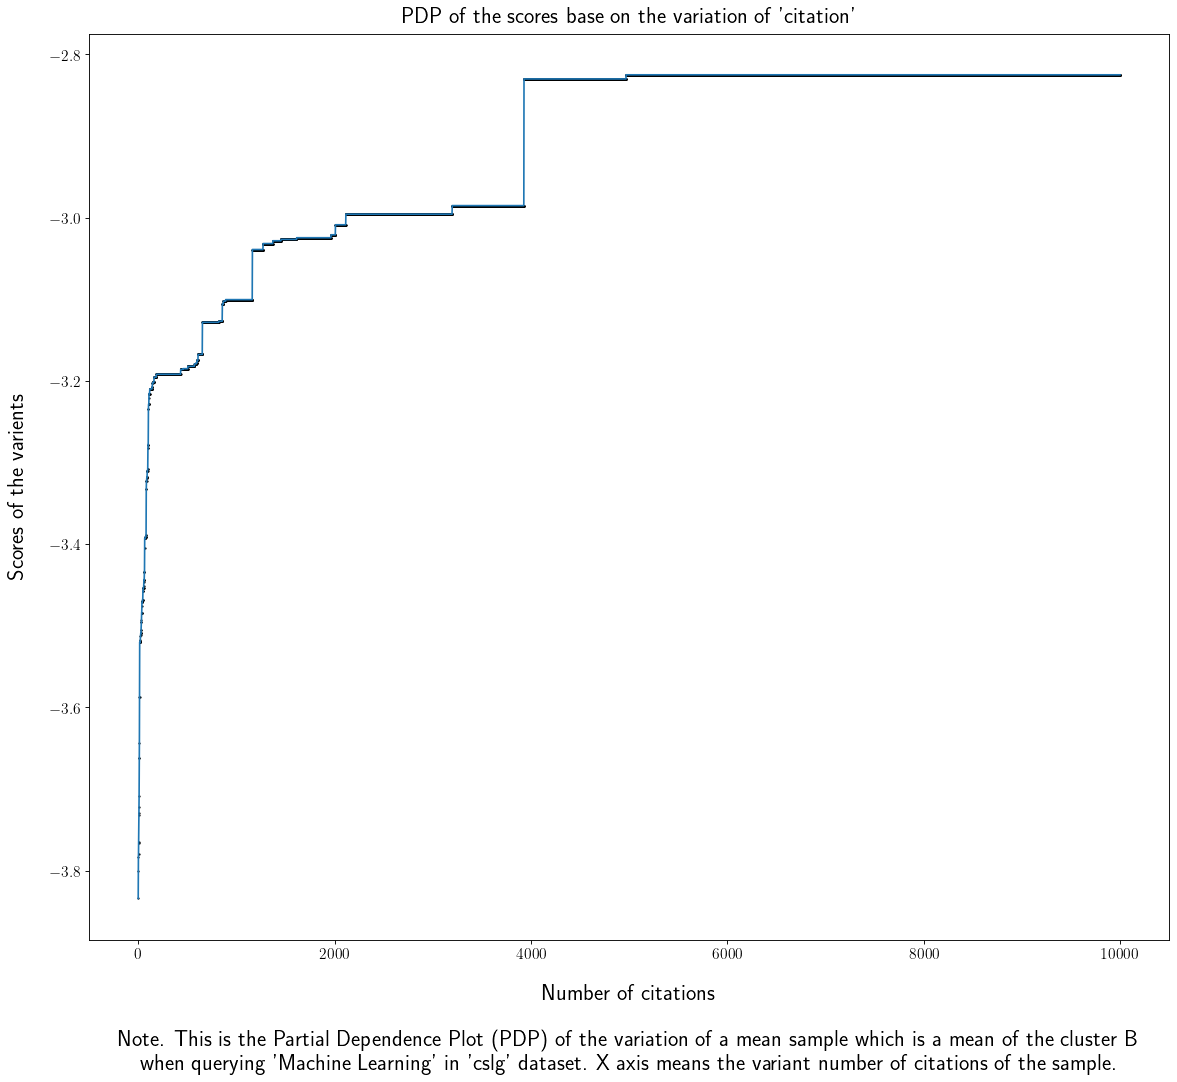 PDP of the scores base on the variation of 'citation'
−2.8
−3.0
−3.2
−3.4
−3.6
−3.8
Scores of the varients
0 2000 4000 6000 8000 10000
Number of citations
Note. This is the Partial Dependence Plot (PDP) of the variation of a mean sample which is a mean of the cluster B
when querying 'Machine Learning' in 'cslg' dataset. X axis means the variant number of citations of the sample.